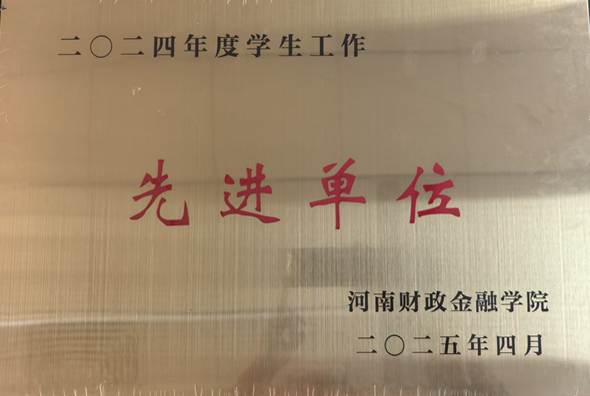 二〇二四年度学生工作
先进单位
河南财政金融学院
二〇二五年四月